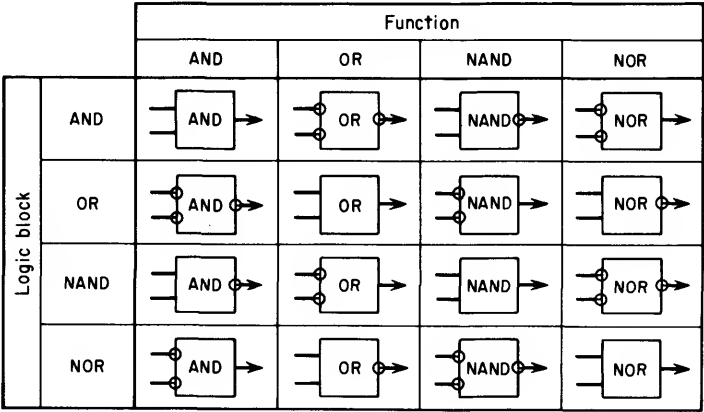 Function
AND OR NAND NOR
Logic block
AND AND OR NAND NOR
OR AND OR NAND NOR
NAND AND OR NAND NOR
NOR AND OR NAND NOR